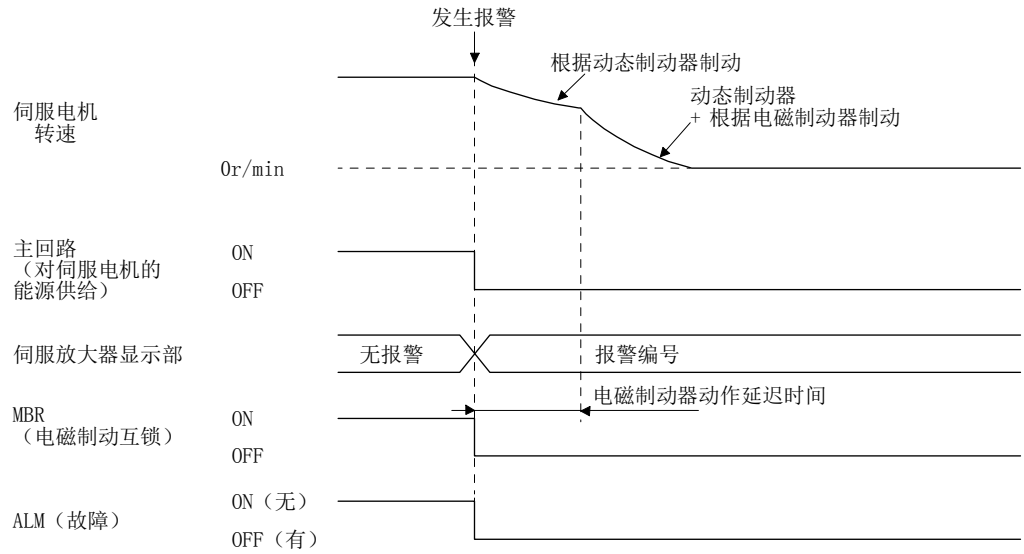 发生报警
根据动态制动器制动
动态制动器
+ 根据电磁制动器制动
伺服电机
转速
0r/min
主回路
（对伺服电机的
能源供给）
ON
OFF
伺服放大器显示部
无报警
报警编号
电磁制动器动作延迟时间
MBR
（电磁制动互锁）
ON
OFF
ALM（故障）
ON（无）
OFF（有）